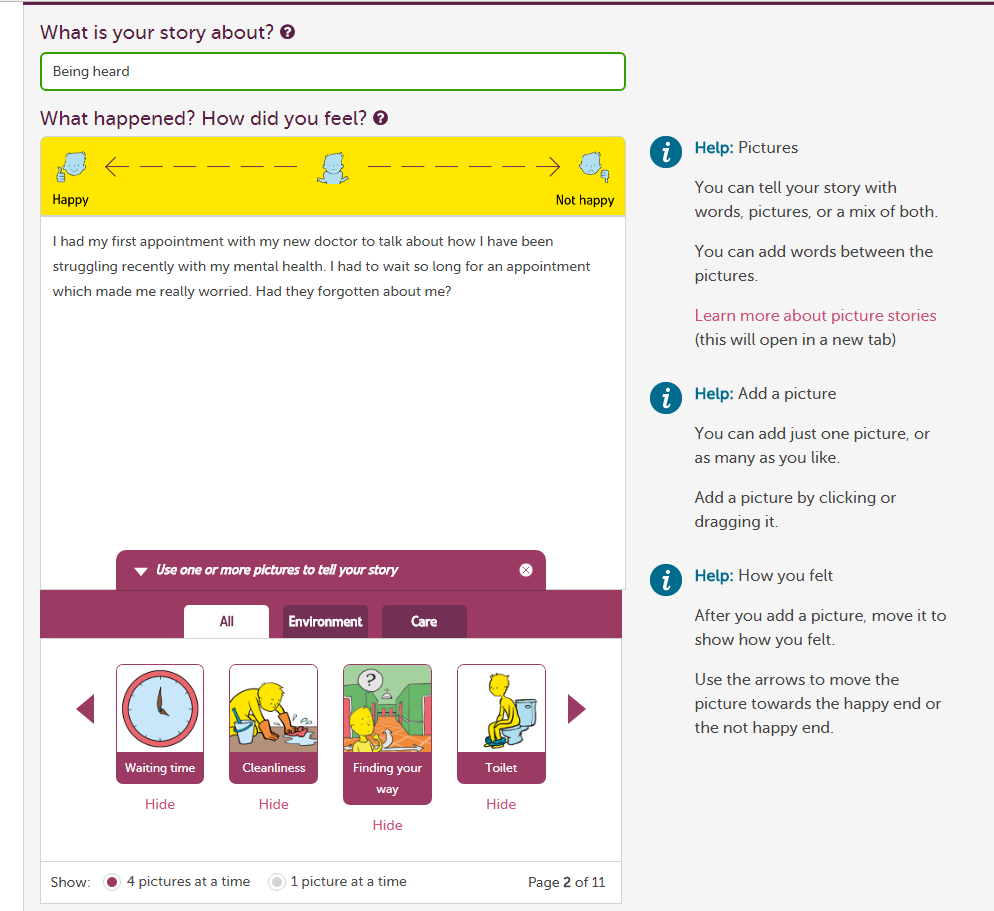 What is your story about? ?
Being heard
What happened? How did you feel? ?
Happy
Not happy
I had my first appointment with my new doctor to talk about how I have been
struggling recently with my mental health. I had to wait so long for an appointment
which made me really worried. Had they forgotten about me?
Use one or more pictures to tell your story
All
Environment
Care
?
Waiting time
Hide
Cleanliness
Hide
Finding your
way
Hide
Toilet
Hide
Show:
4 pictures at a time
1 picture at a time
Page 2 of 11
i
Help: Pictures
You can tell your story with
words, pictures, or a mix of both.
You can add words between the
pictures.
Learn more about picture stories
(this will open in a new tab)
i
Help: Add a picture
You can add just one picture, or
as many as you like.
Add a picture by clicking or
dragging it.
i
Help: How you felt
After you add a picture, move it to
show how you felt.
Use the arrows to move the
picture towards the happy end or
the not happy end.